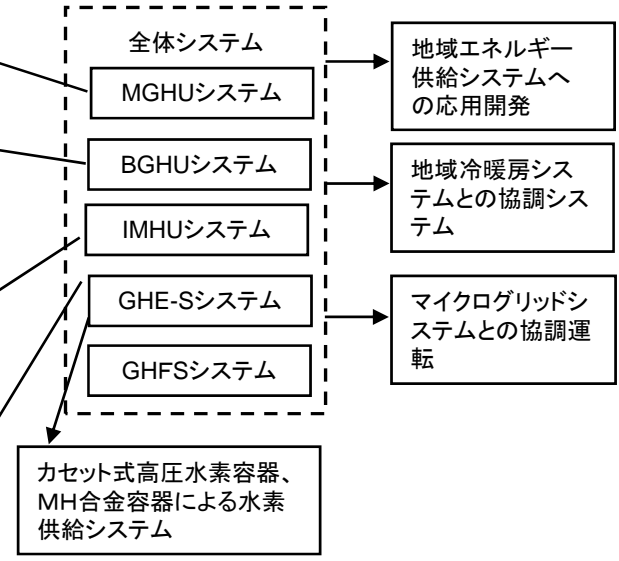 全体システム
MGHUシステム
BGHUシステム
IMHUシステム
GHE-Sシステム
GHFSシステム
地域エネルギー
供給システムへ
の応用開発
地域冷暖房シス
テムとの協調シス
テム
マイクログリッドシ
ステムとの協調運
転
カセット式高圧水素容器、
MH合金容器による水素
供給システム